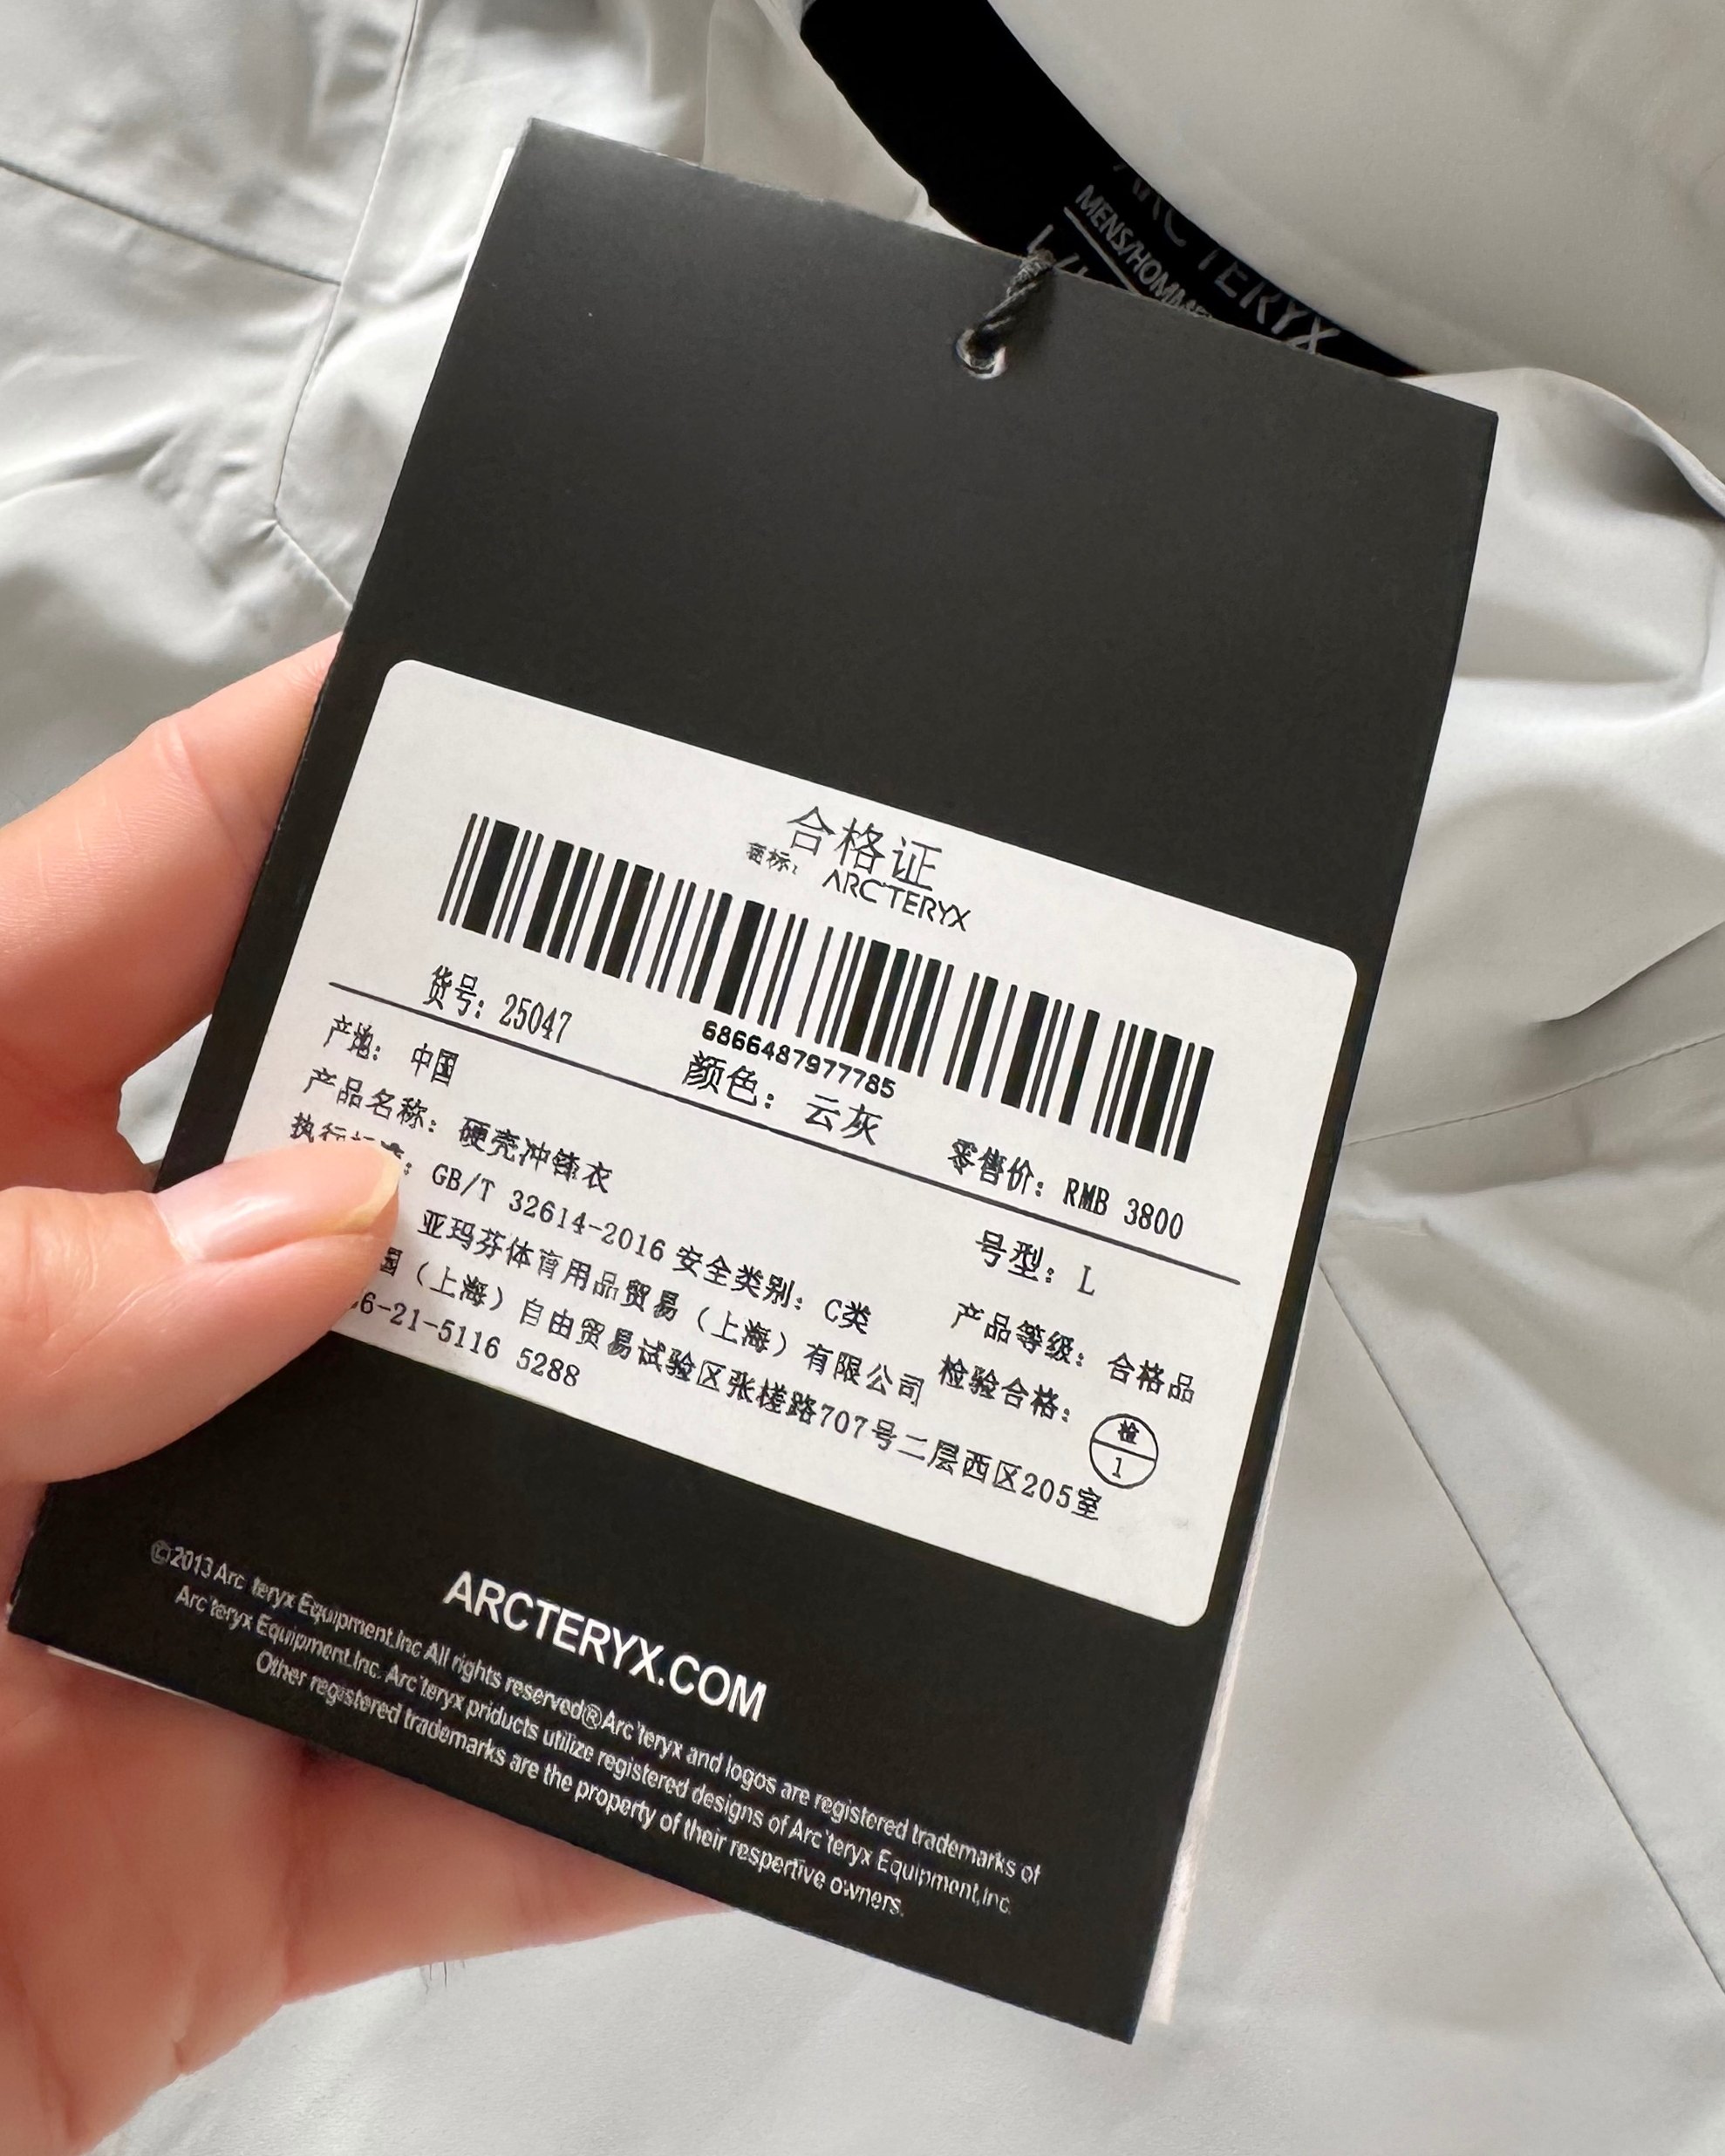 ARC'TERYX
MENS/HOMME
合格证
商标: ARC'TERYX
6866487977785
货号: 25047 颜色: 云灰 零售价: RMB 3800
产地: 中国 号型: L
产品名称: 硬壳冲锋衣 产品等级: 合格品
执行标准: GB/T 32614-2016 安全类别: C类 检验合格: 检 1
亚玛芬体育用品贸易（上海）有限公司
国（上海）自由贸易试验区张槎路707号二层西区205室
6-21-5116 5288
ARCTERYX.COM
©2013 Arc'teryx Equipment,Inc All rights reserved®Arc'teryx and logos are registered trademarks of
Arc'teryx Equipment,Inc. Arc'teryx priducts utilize registered designs of Arc'teryx Equipment,Inc.
Other registered trademarks are the property of their respertive owners.